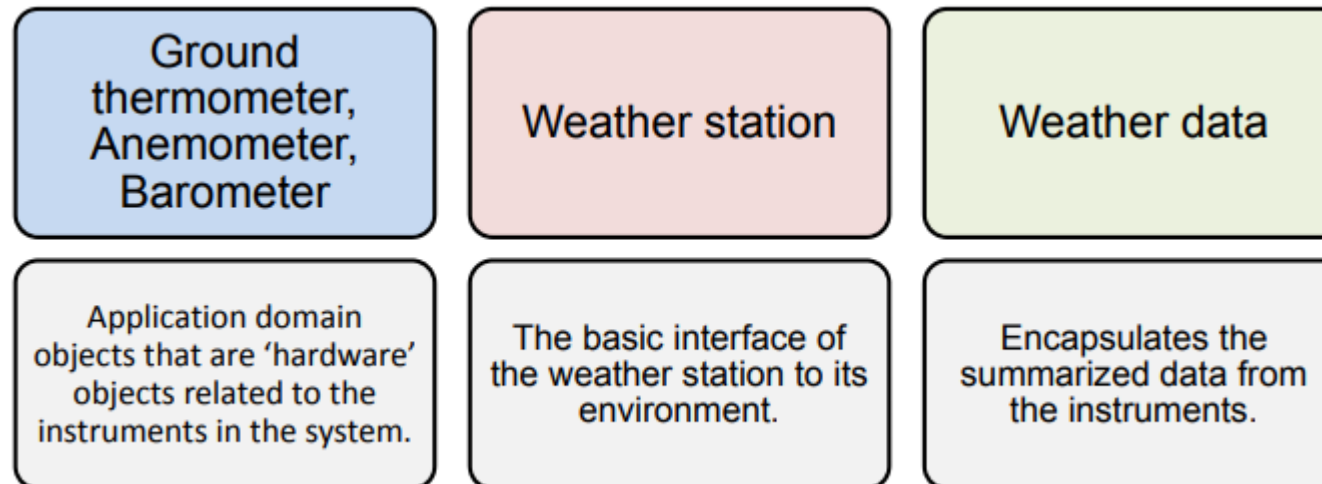 Ground
thermometer,
Anemometer,
Barometer
Weather station
Weather data
Application domain
objects that are ‘hardware’
objects related to the
instruments in the system.
The basic interface of
the weather station to its
environment.
Encapsulates the
summarized data from
the instruments.